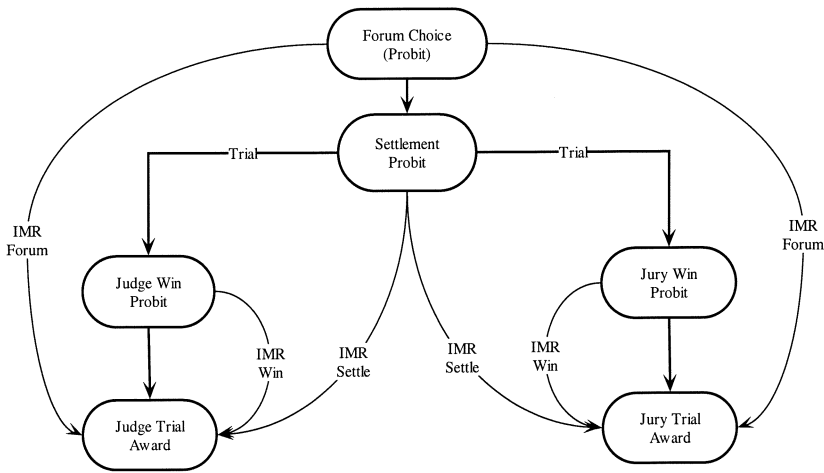 Forum Choice
(Probit)
Settlement
Probit
Trial
Trial
IMR
Forum
IMR
Forum
Judge Win
Probit
Jury Win
Probit
IMR
Win
IMR
Settle
IMR
Settle
IMR
Win
Judge Trial
Award
Jury Trial
Award